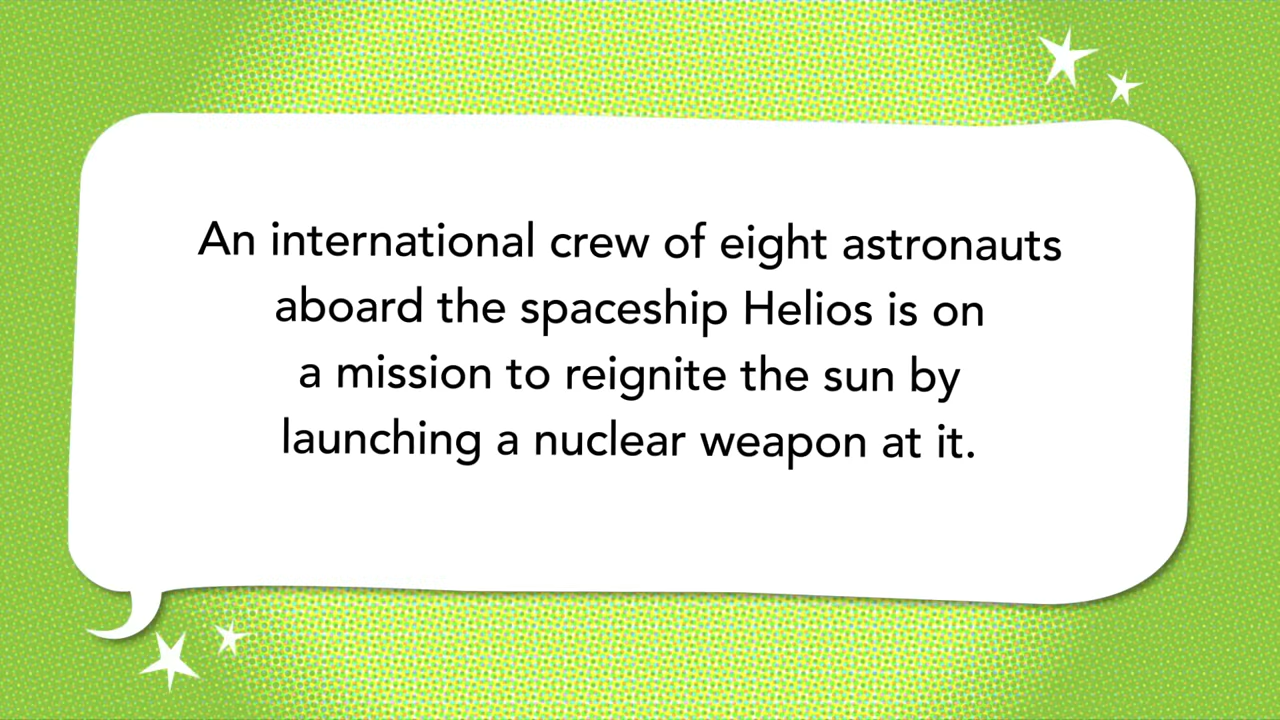 An international crew of eight astronauts
aboard the spaceship Helios is on
a mission to reignite the sun by
launching a nuclear weapon at it.